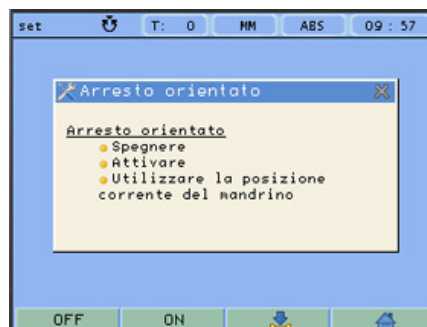 set T: 0 MM ABS 09 : 57
Arresto orientato
Arresto orientato
Spegnere
Attivare
Utilizzare la posizione
corrente del mandrino
OFF ON